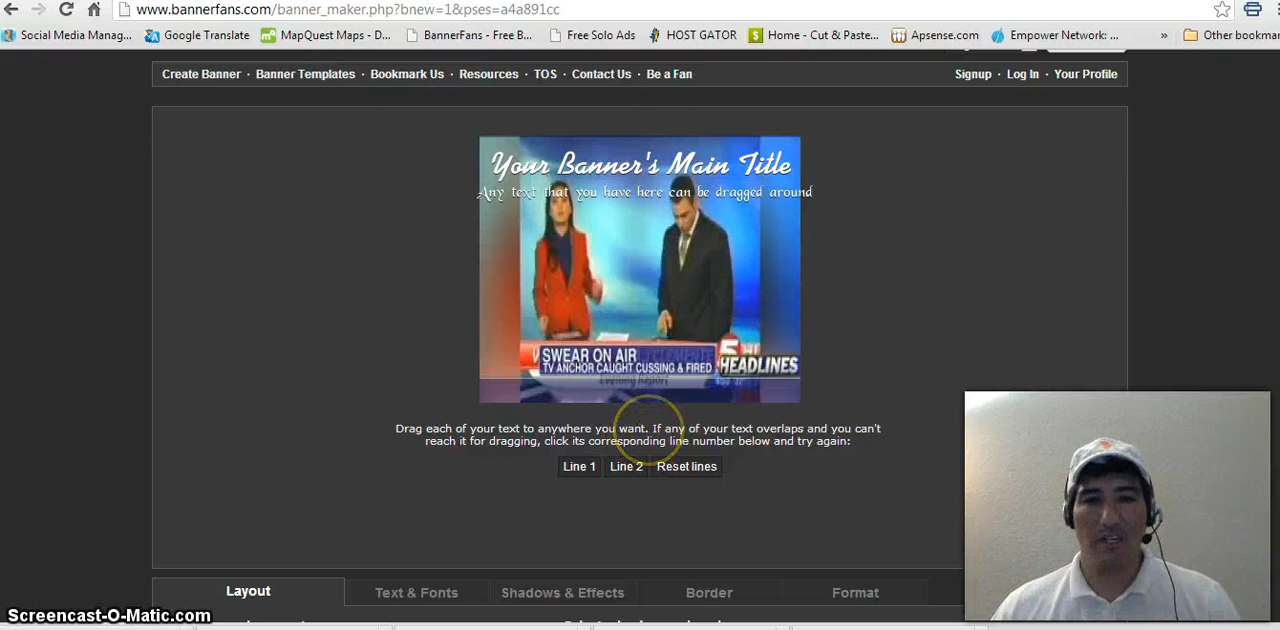 www.bannerfans.com/banner_maker.php?bnew=1&pses=a4a891cc
Social Media Manag... Google Translate MapQuest Maps - D... BannerFans - Free B... Free Solo Ads HOST GATOR Home - Cut & Paste... Apsense.com Empower Network: ... » Other bookmar
Create Banner · Banner Templates · Bookmark Us · Resources · TOS · Contact Us · Be a Fan Signup · Log In · Your Profile
Your Banner's Main Title
Any text that you have here can be dragged around
SWEAR ON AIR
TV ANCHOR CAUGHT CUSSING & FIRED
5
HEADLINES
Drag each of your text to anywhere you want. If any of your text overlaps and you can't
reach it for dragging, click its corresponding line number below and try again:
Line 1 Line 2 Reset lines
Layout Text & Fonts Shadows & Effects Border Format
Screencast-O-Matic.com